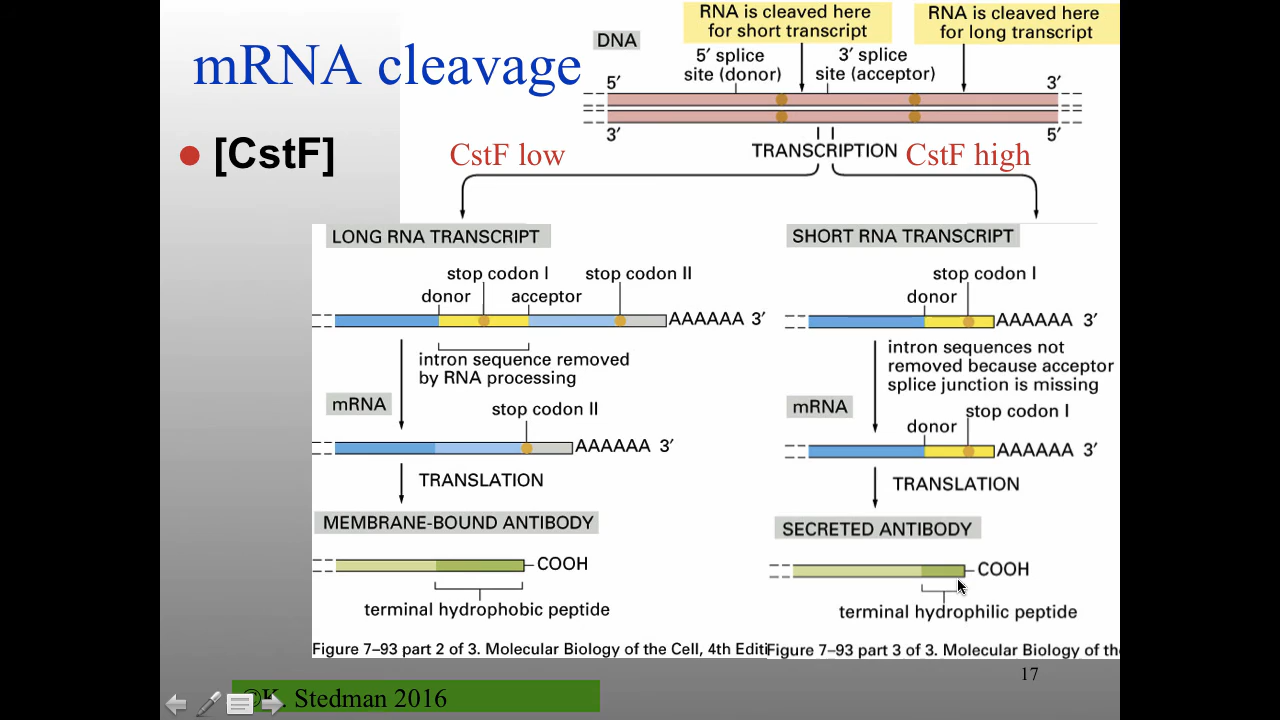 mRNA cleavage
[CstF]
RNA is cleaved here
for short transcript
RNA is cleaved here
for long transcript
DNA
5′ splice
site (donor)
3′ splice
site (acceptor)
5′
3′
3′
5′
TRANSCRIPTION
CstF low
CstF high
LONG RNA TRANSCRIPT
stop codon I
stop codon II
donor
acceptor
AAAAAA 3′
intron sequence removed
by RNA processing
mRNA
stop codon II
AAAAAA 3′
TRANSLATION
MEMBRANE-BOUND ANTIBODY
COOH
terminal hydrophobic peptide
Figure 7–93 part 2 of 3. Molecular Biology of the Cell, 4th Editi
SHORT RNA TRANSCRIPT
stop codon I
donor
AAAAAA 3′
intron sequences not
removed because acceptor
splice junction is missing
mRNA
stop codon I
donor
AAAAAA 3′
TRANSLATION
SECRETED ANTIBODY
COOH
terminal hydrophilic peptide
Figure 7–93 part 3 of 3. Molecular Biology of th
17
©K. Stedman 2016